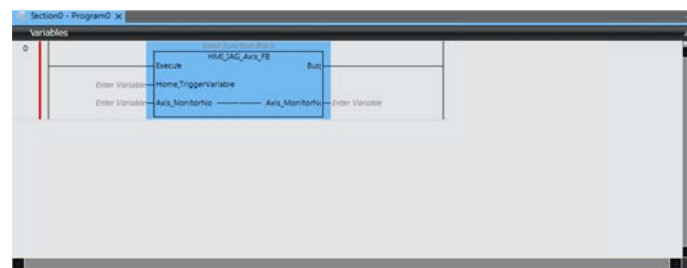 Section0 - Program0 ×
Variables
0
Enter Function Block
HMI_IAG_Axis_FB
Execute
Busy
Enter Variable
Home_TriggerVariable
Enter Variable
Axis_MonitorNo
Axis_MonitorNo
Enter Variable